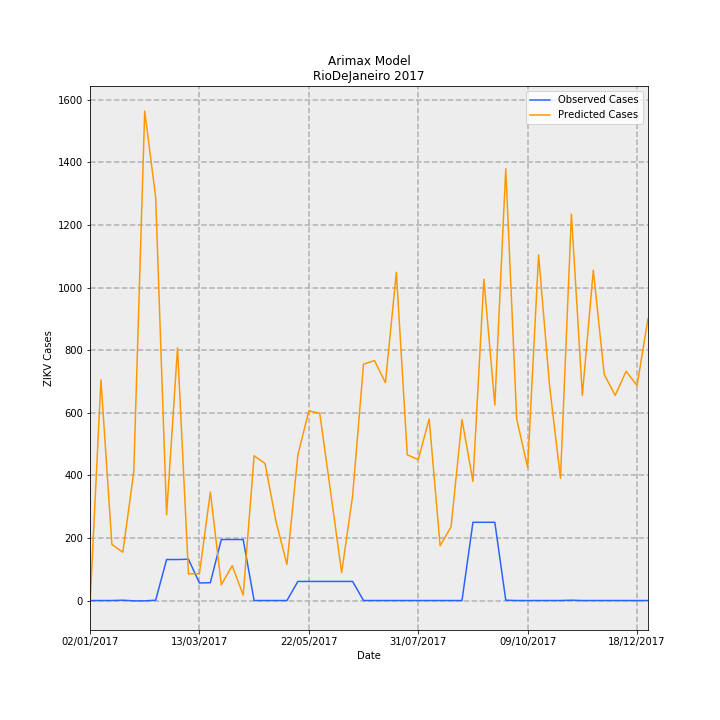 Arimax Model
RioDeJaneiro 2017
Observed Cases
Predicted Cases
1600
1400
1200
1000
800
600
400
200
0
ZIKV Cases
02/01/2017 13/03/2017 22/05/2017 31/07/2017 09/10/2017 18/12/2017
Date